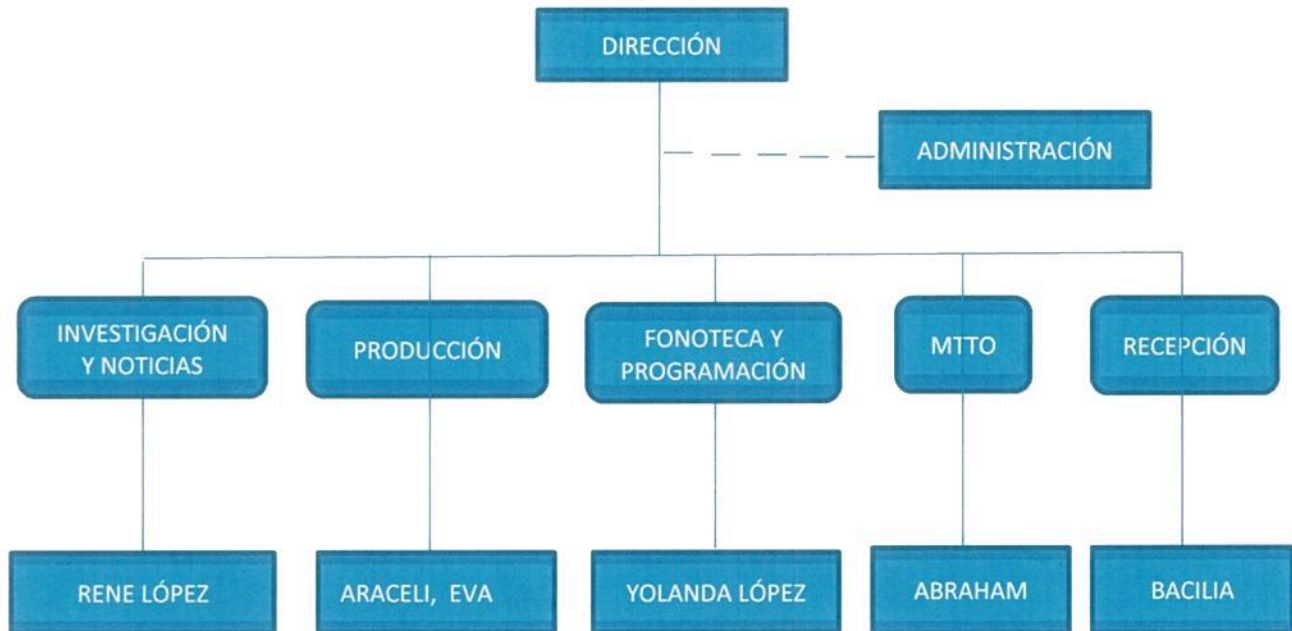 DIRECCIÓN
ADMINISTRACIÓN
INVESTIGACIÓN
Y NOTICIAS
PRODUCCIÓN
FONOTECA Y
PROGRAMACIÓN
MTTO
RECEPCIÓN
RENE LÓPEZ
ARACELI, EVA
YOLANDA LÓPEZ
ABRAHAM
BACILIA